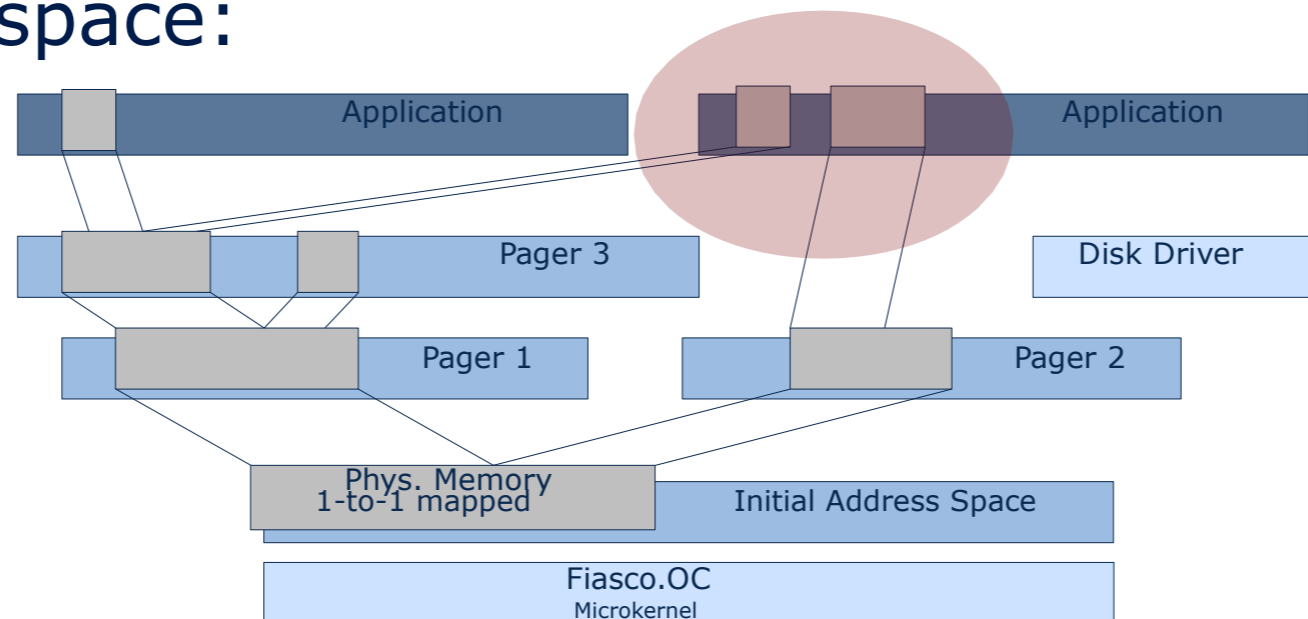 space:
Application
Application
Pager 3
Disk Driver
Pager 1
Pager 2
Phys. Memory
1-to-1 mapped
Initial Address Space
Fiasco.OC
Microkernel